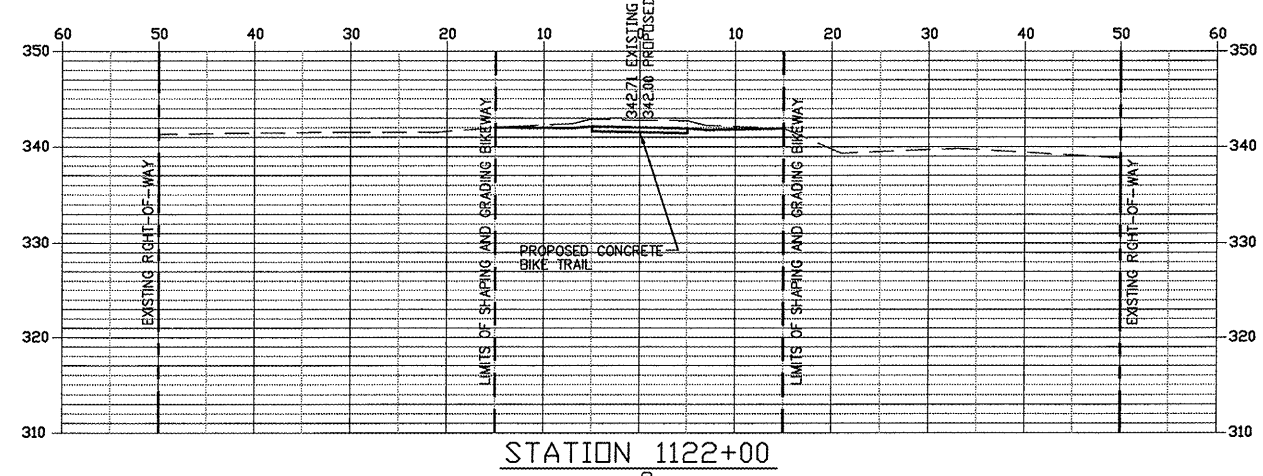 60 50 40 30 20 10 0 10 20 30 40 50 60
342.71 EXISTING
342.00 PROPOSED
350 350
340 340
330 330
320 320
310 310
EXISTING RIGHT-OF-WAY
LIMITS OF SHAPING AND GRADING BIKEWAY
PROPOSED CONCRETE
BIKE TRAIL
LIMITS OF SHAPING AND GRADING BIKEWAY
EXISTING RIGHT-OF-WAY
STATION 1122+00